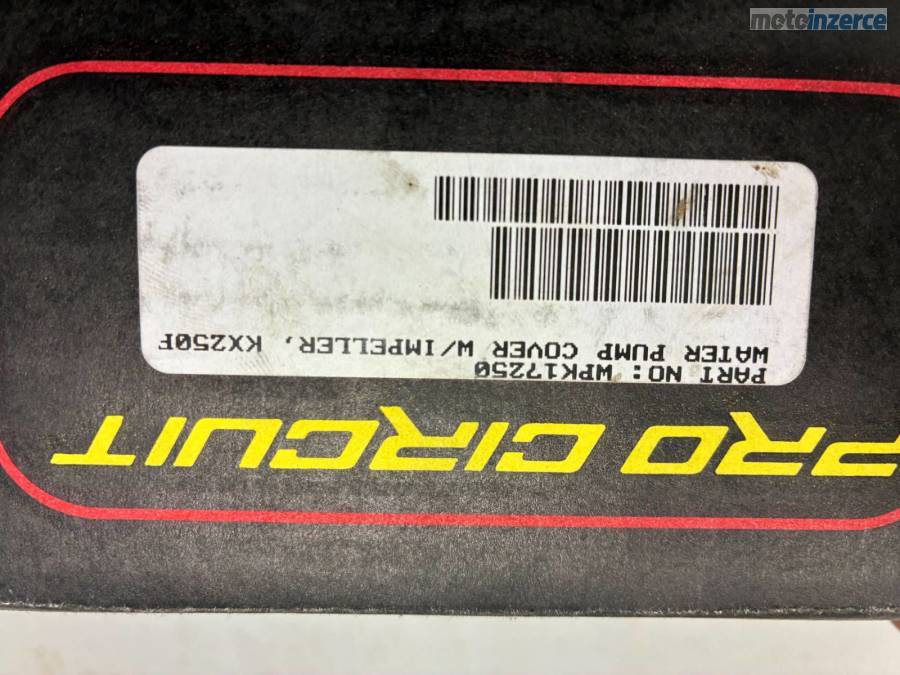 motoinzerce
PRO CIRCUIT
PART NO: WPK17250
WATER PUMP COVER W/IMPELLER, KX250F